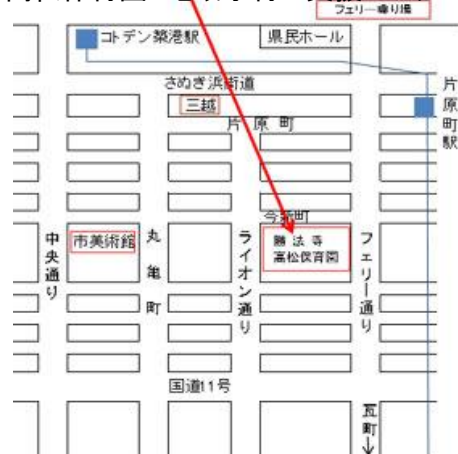 フェリー乗り場
コトデン築港駅
県民ホール
さぬき浜街道
三越
片原町
片原町駅
今新町
中央通り
市美術館
丸亀町
ライオン通り
勝法寺
高松保育園
フェリー通り
国道11号
瓦町